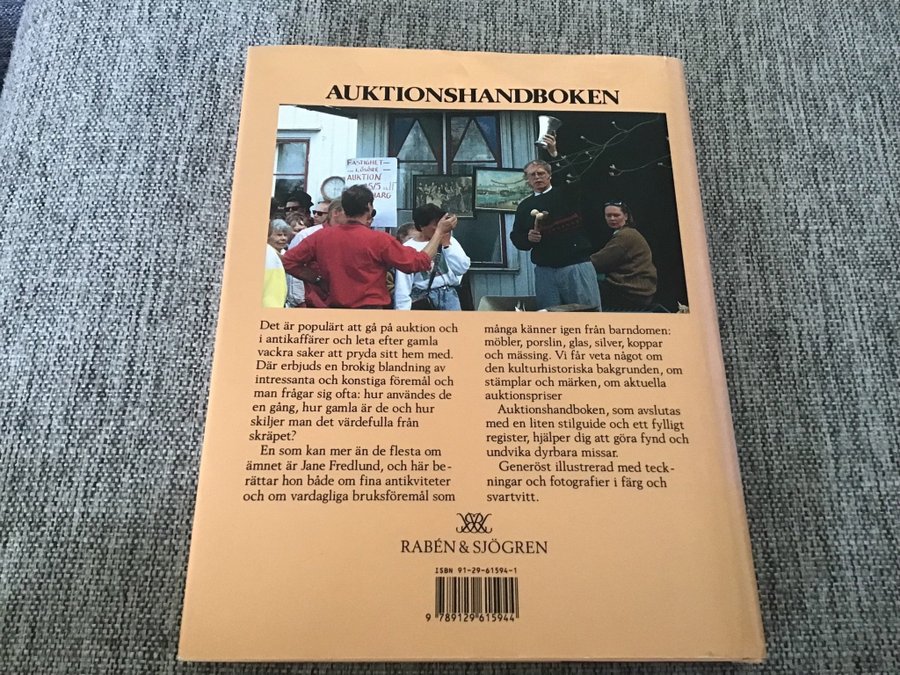 AUKTIONSHANDBOKEN
FASTIGHET
LÖSÖRE
AUKTION
Det är populärt att gå på auktion och
i antikaffärer och leta efter gamla
vackra saker att pryda sitt hem med.
Där erbjuds en brokig blandning av
intressanta och konstiga föremål och
man frågar sig ofta: hur användes de
en gång, hur gamla är de och hur
skiljer man det värdefulla från
skräpet?
En som kan mer än de flesta om
ämnet är Jane Fredlund, och här be-
rättar hon både om fina antikviteter
och om vardagliga bruksföremål som
många känner igen från barndomen:
möbler, porslin, glas, silver, koppar
och mässing. Vi får veta något om
den kulturhistoriska bakgrunden, om
stämplar och märken, om aktuella
auktionspriser
Auktionshandboken, som avslutas
med en liten stilguide och ett fylligt
register, hjälper dig att göra fynd och
undvika dyrbara missar.
Generöst illustrerad med teck-
ningar och fotografier i färg och
svartvitt.
RABÉN & SJÖGREN
ISBN 91-29-61594-1
9 789129 615944